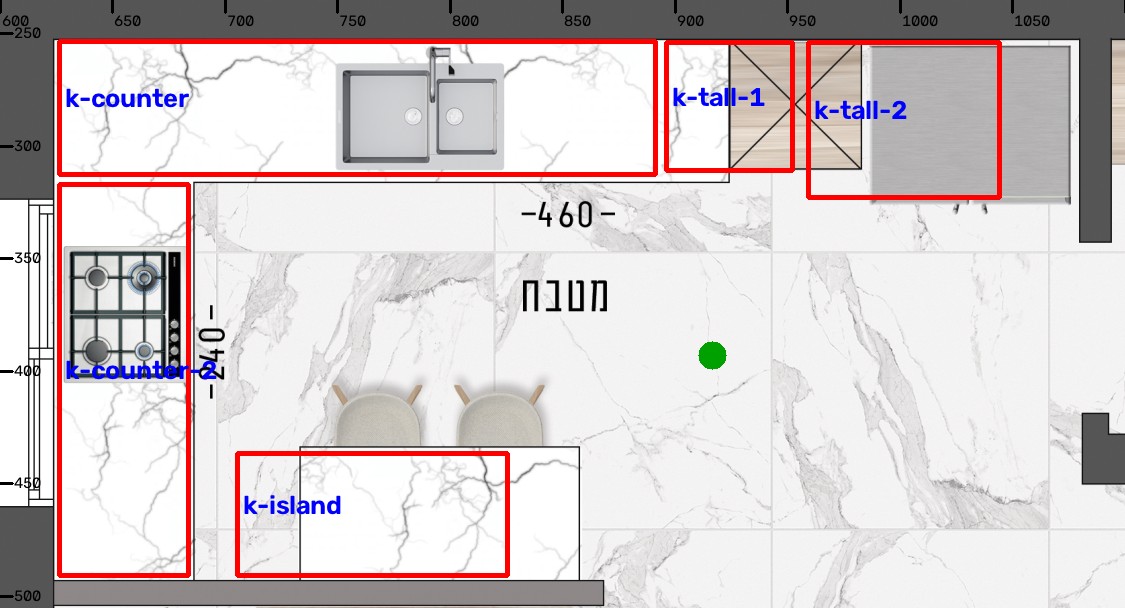 600 650 700 750 800 850 900 950 1000 1050
-250
k-counter
k-tall-1
k-tall-2
-300
-460-
מטבח
-350
-240-
-400
k-counter-2
-450
k-island
-500